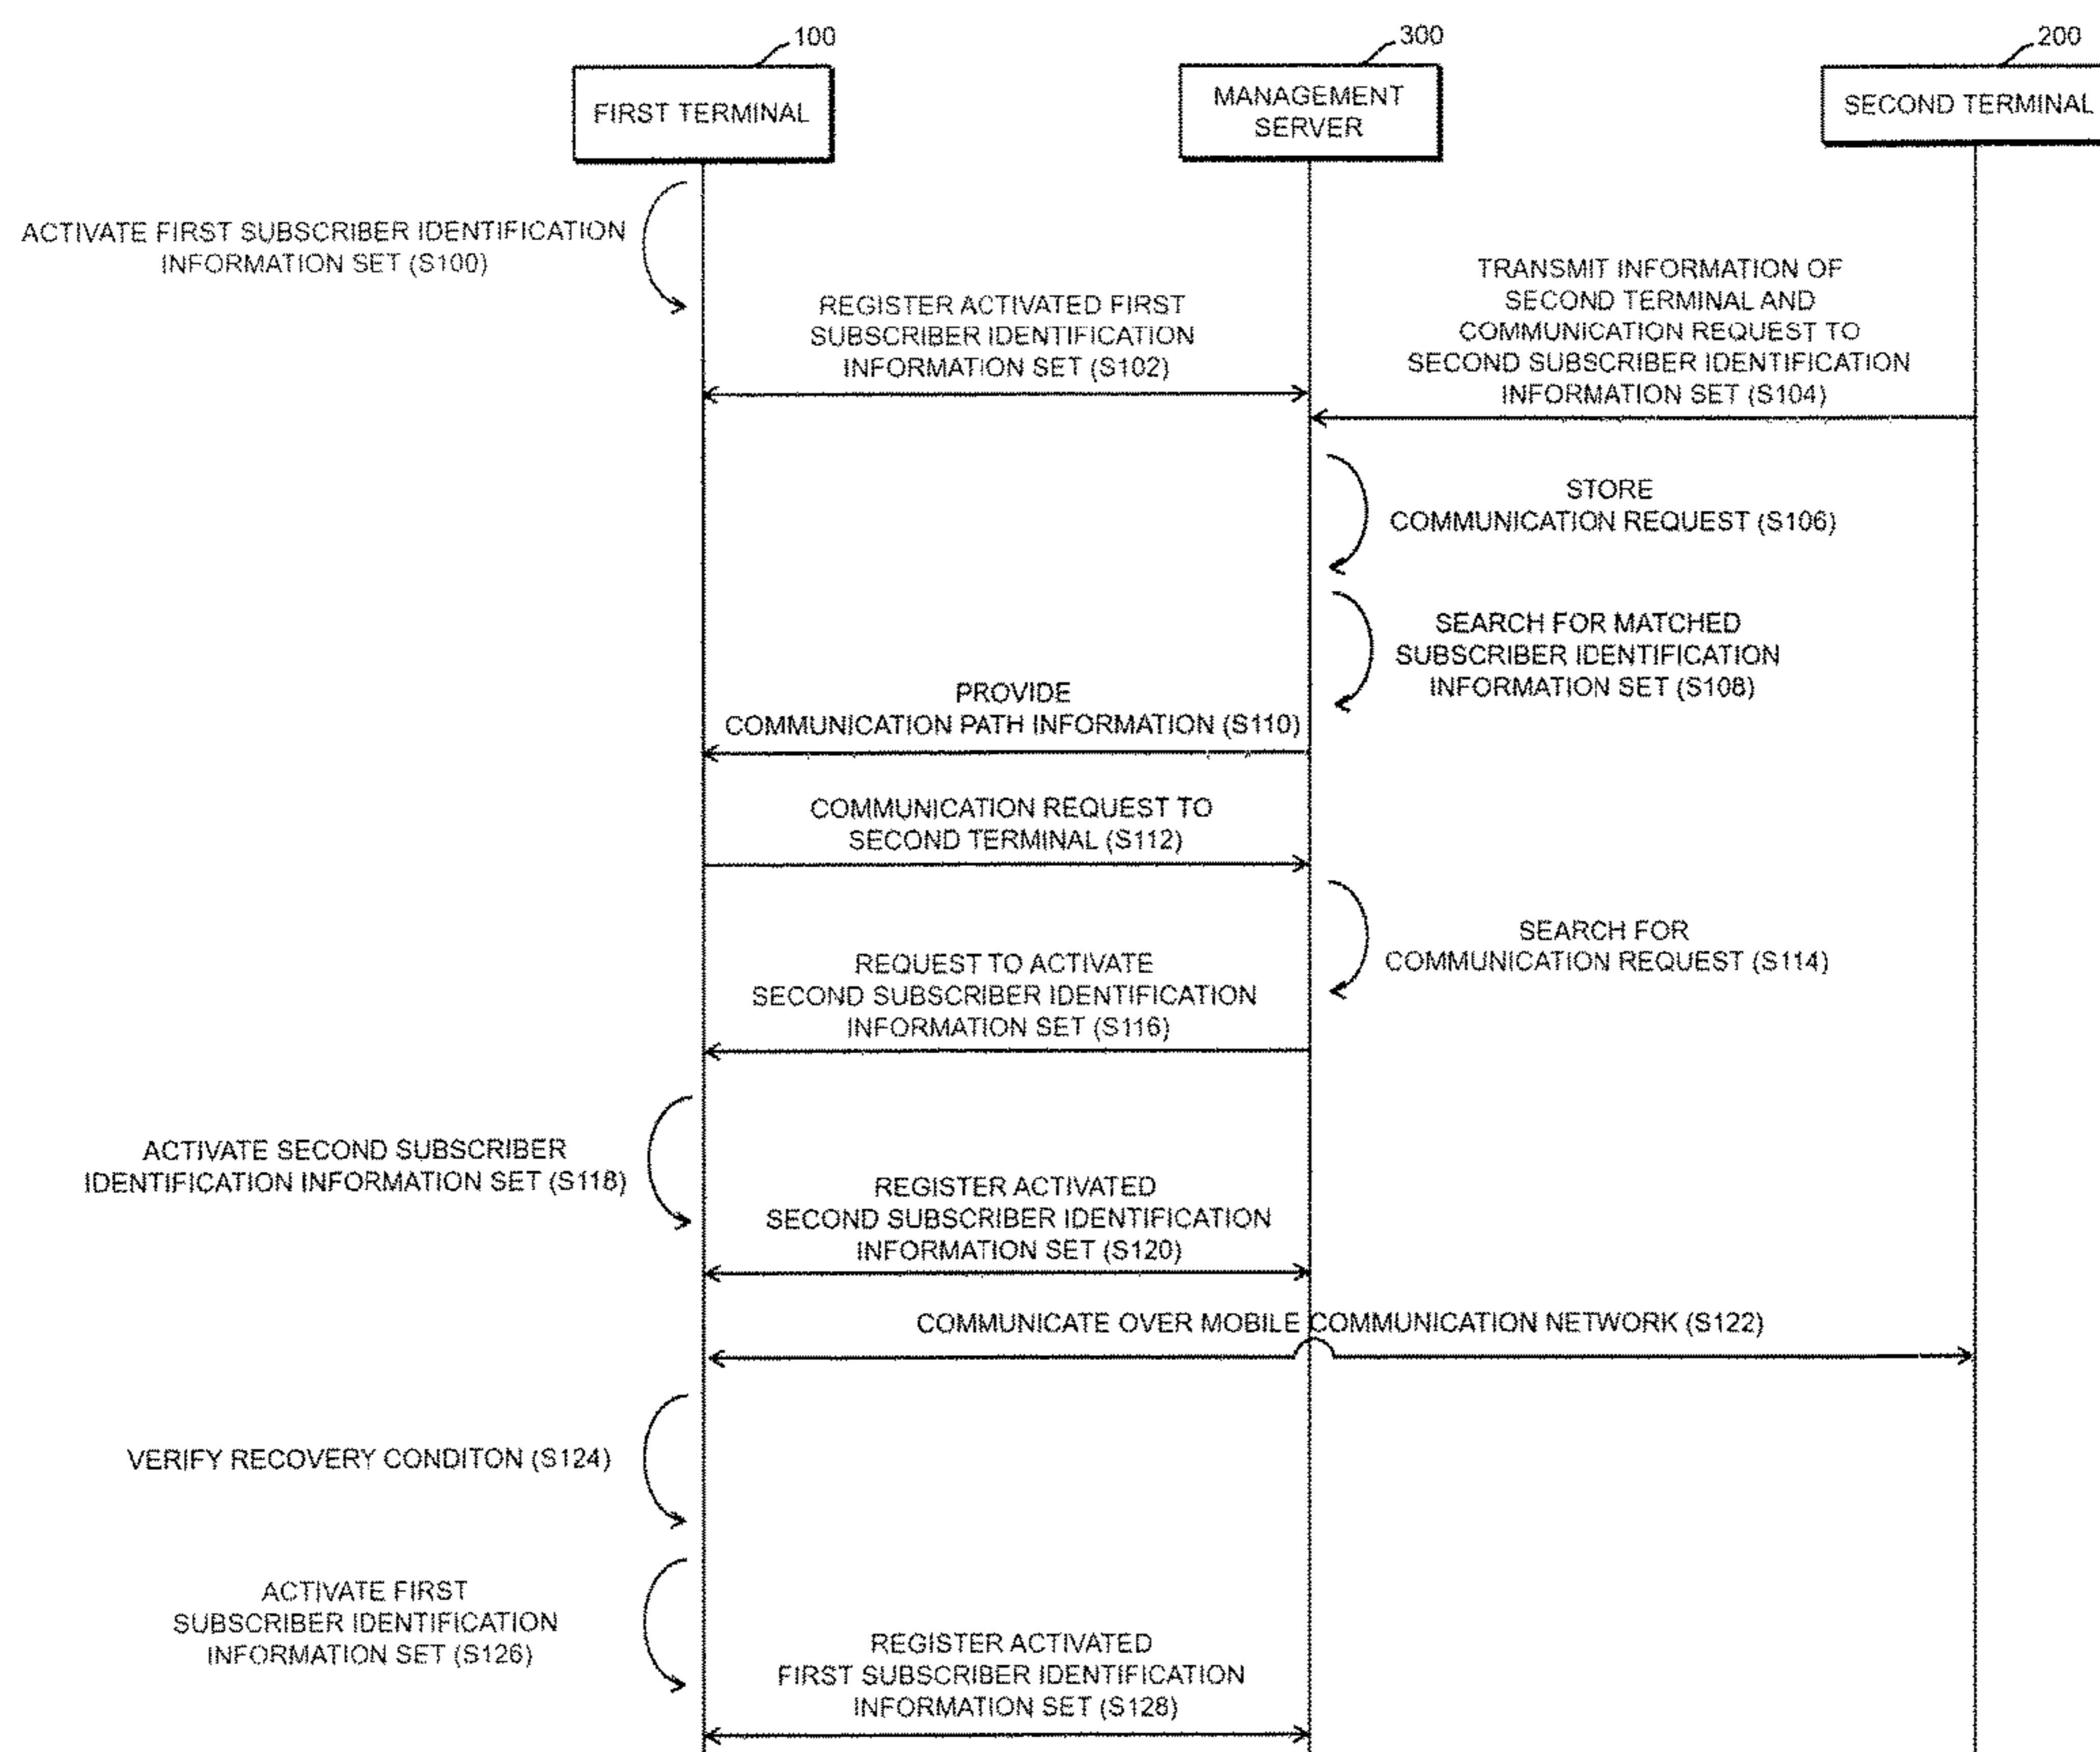 100
300
200
FIRST TERMINAL
MANAGEMENT
SERVER
SECOND TERMINAL
ACTIVATE FIRST SUBSCRIBER IDENTIFICATION
INFORMATION SET (S100)
REGISTER ACTIVATED FIRST
SUBSCRIBER IDENTIFICATION
INFORMATION SET (S102)
TRANSMIT INFORMATION OF
SECOND TERMINAL AND
COMMUNICATION REQUEST TO
SECOND SUBSCRIBER IDENTIFICATION
INFORMATION SET (S104)
STORE
COMMUNICATION REQUEST (S106)
SEARCH FOR MATCHED
SUBSCRIBER IDENTIFICATION
INFORMATION SET (S108)
PROVIDE
COMMUNICATION PATH INFORMATION (S110)
COMMUNICATION REQUEST TO
SECOND TERMINAL (S112)
SEARCH FOR
COMMUNICATION REQUEST (S114)
REQUEST TO ACTIVATE
SECOND SUBSCRIBER IDENTIFICATION
INFORMATION SET (S116)
ACTIVATE SECOND SUBSCRIBER
IDENTIFICATION INFORMATION SET (S118)
REGISTER ACTIVATED
SECOND SUBSCRIBER IDENTIFICATION
INFORMATION SET (S120)
COMMUNICATE OVER MOBILE COMMUNICATION NETWORK (S122)
VERIFY RECOVERY CONDITON (S124)
ACTIVATE FIRST
SUBSCRIBER IDENTIFICATION
INFORMATION SET (S126)
REGISTER ACTIVATED
FIRST SUBSCRIBER IDENTIFICATION
INFORMATION SET (S128)